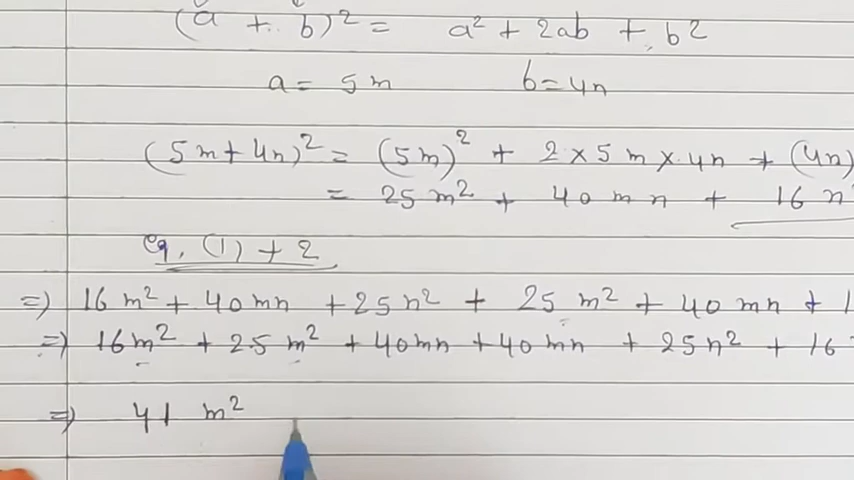 (a + b)² = a² + 2ab + b²
a = 5m b = 4n
(5m + 4n)² = (5m)² + 2 × 5m × 4n + (4n)
= 25m² + 40mn + 16n
eq. (1) + 2
⇒ 16m² + 40mn + 25n² + 25m² + 40mn + 1
⇒ 16m² + 25m² + 40mn + 40mn + 25n² + 16
⇒ 41 m²